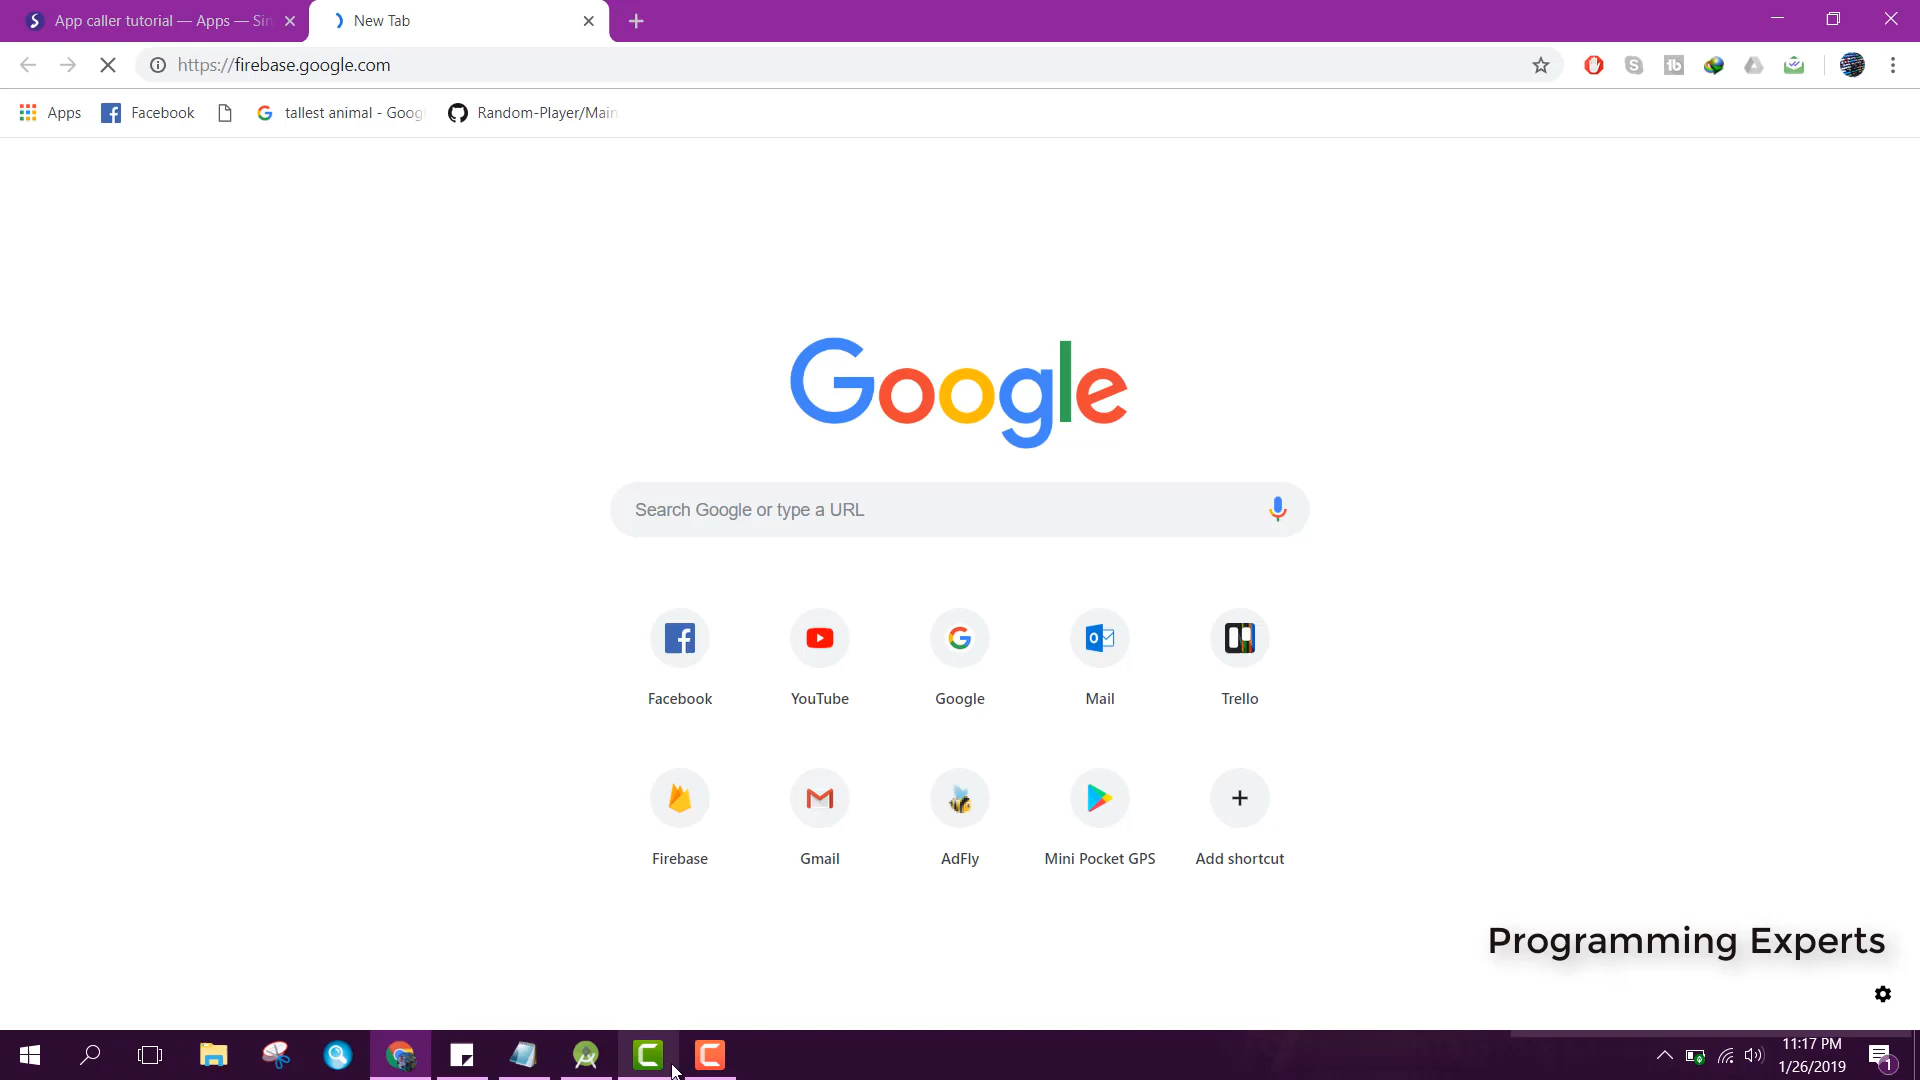 App caller tutorial — Apps — Sin
New Tab
https://firebase.google.com
Apps
Facebook
tallest animal - Goog
Random-Player/Main
Google
Search Google or type a URL
Facebook
YouTube
Google
Mail
Trello
Firebase
Gmail
AdFly
Mini Pocket GPS
Add shortcut
Programming Experts
11:17 PM
1/26/2019
1